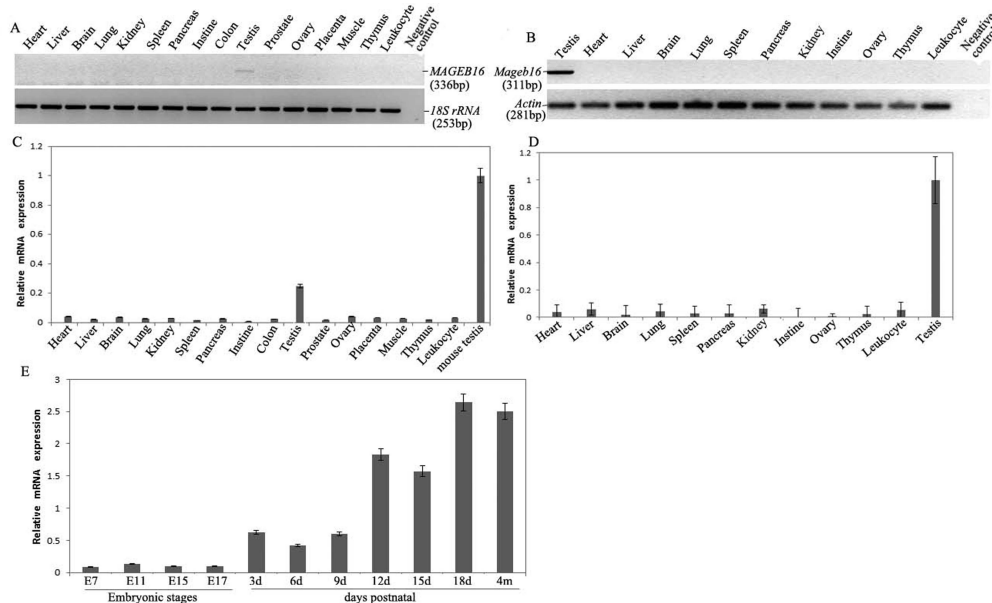 A
Heart Liver Brain Lung Kidney Spleen Pancreas Instine Colon Testis Prostate Ovary Placenta Muscle Thymus Leukocyte Negative control
MAGEB16
(336bp)
18S rRNA
(253bp)
B
Testis Heart Liver Brain Lung Spleen Pancreas Kidney Instine Ovary Thymus Leukocyte Negative control
Mageb16
(311bp)
Actin
(281bp)
C
Relative mRNA expression
1.2
1
0.8
0.6
0.4
0.2
0
Heart Liver Brain Lung Kidney Spleen Pancreas Instine Colon Testis Prostate Ovary Placenta Muscle Thymus Leukocyte mouse testis
D
Relative mRNA expression
1.2
1
0.8
0.6
0.4
0.2
0
Heart Liver Brain Lung Spleen Pancreas Kidney Instine Ovary Thymus Leukocyte Testis
E
Relative mRNA expression
3
2.5
2
1.5
1
0.5
0
E7 E11 E15 E17 3d 6d 9d 12d 15d 18d 4m
Embryonic stages days postnatal